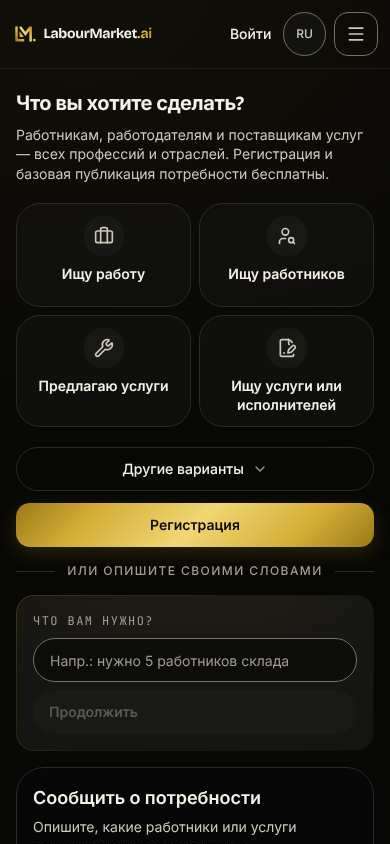 LM. LabourMarket.ai
Войти
RU
Что вы хотите сделать?
Работникам, работодателям и поставщикам услуг
— всех профессий и отраслей. Регистрация и
базовая публикация потребности бесплатны.
Ищу работу
Ищу работников
Предлагаю услуги
Ищу услуги или
исполнителей
Другие варианты
Регистрация
ИЛИ ОПИШИТЕ СВОИМИ СЛОВАМИ
ЧТО ВАМ НУЖНО?
Напр.: нужно 5 работников склада
Продолжить
Сообщить о потребности
Опишите, какие работники или услуги